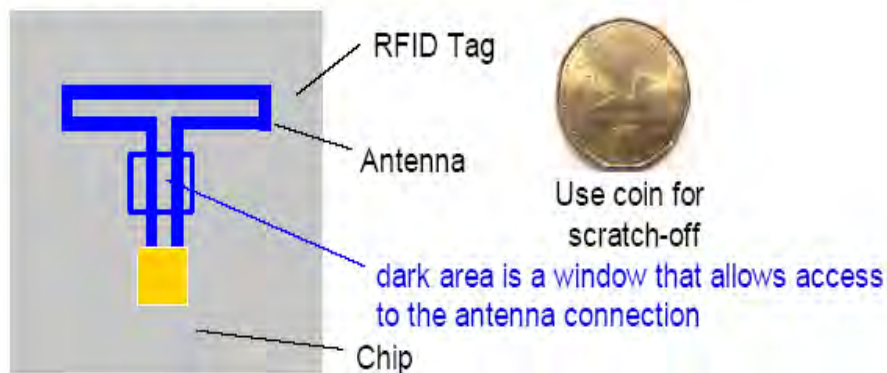 RFID Tag
Antenna
Use coin for
scratch-off
dark area is a window that allows access
to the antenna connection
Chip